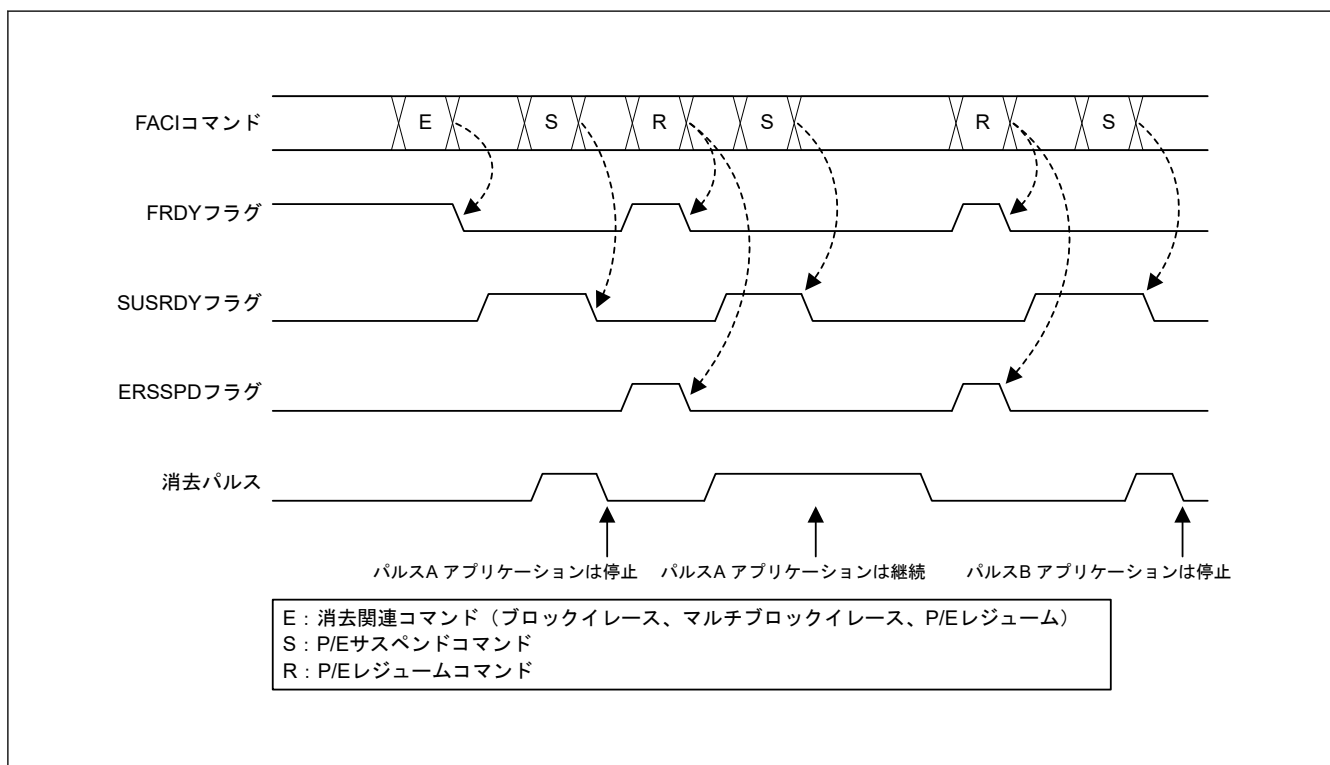 FACIコマンド
E S R S R S
FRDYフラグ
SUSRDYフラグ
ERSSPDフラグ
消去パルス
パルスA アプリケーションは停止 パルスA アプリケーションは継続 パルスB アプリケーションは停止
E：消去関連コマンド（ブロックイレース、マルチブロックイレース、P/Eレジューム）
S：P/Eサスペンドコマンド
R：P/Eレジュームコマンド